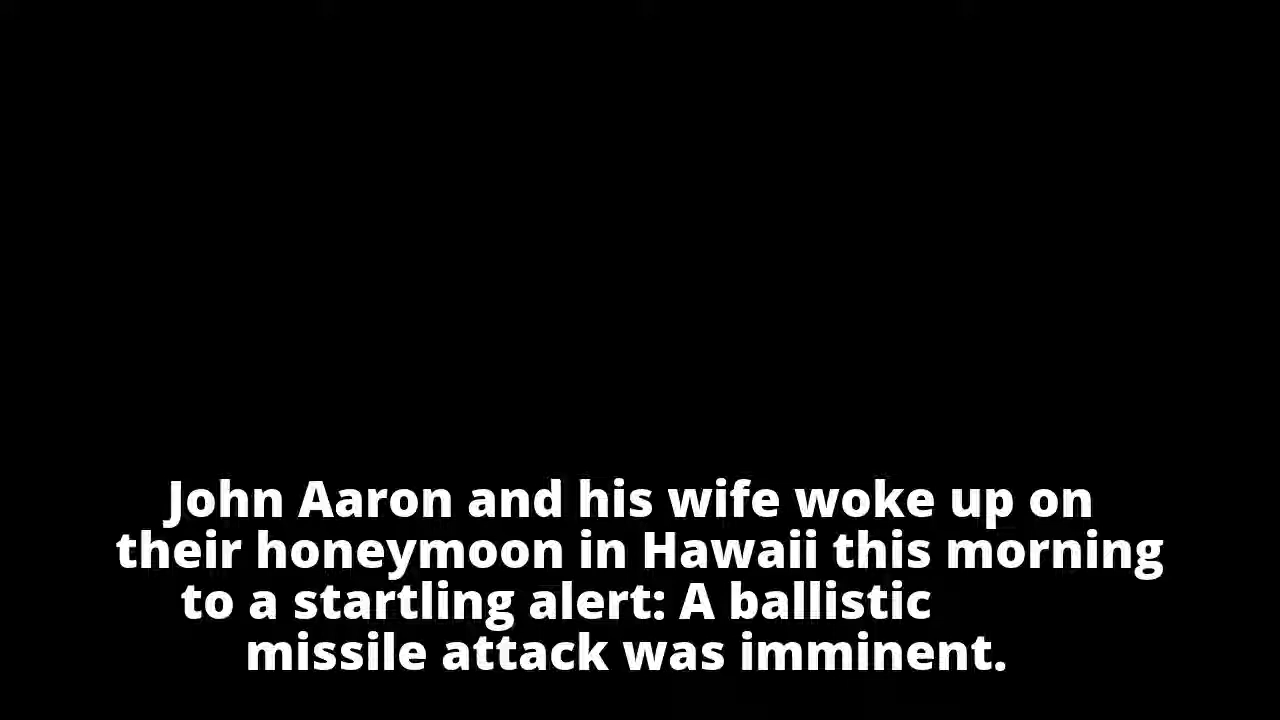 John Aaron and his wife woke up on
their honeymoon in Hawaii this morning
to a startling alert: A ballistic
missile attack was imminent.